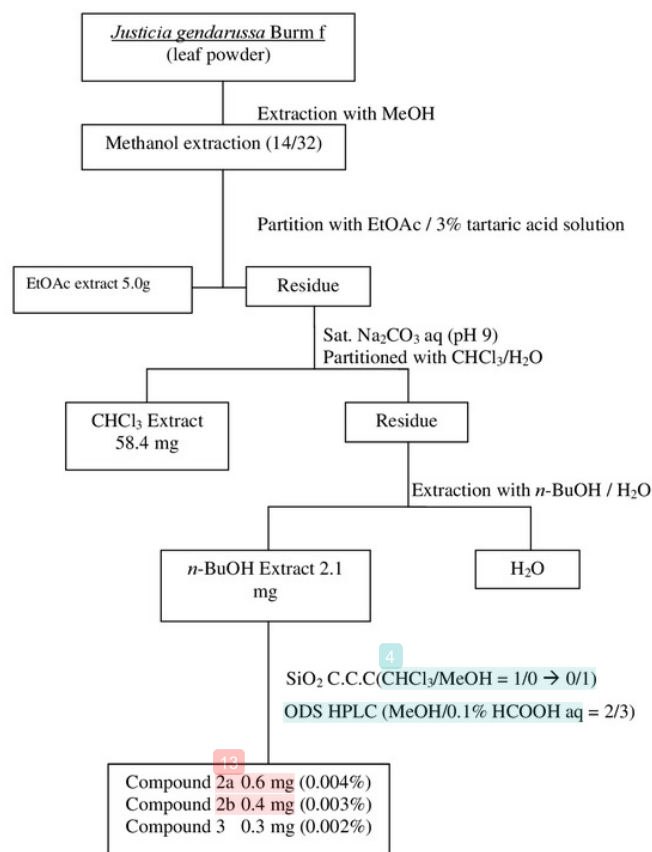 Justicia gendarussa Burm f
(leaf powder)
Extraction with MeOH
Methanol extraction (14/32)
Partition with EtOAc / 3% tartaric acid solution
EtOAc extract 5.0g
Residue
Sat. Na₂CO₃ aq (pH 9)
Partitioned with CHCl₃/H₂O
CHCl₃ Extract
58.4 mg
Residue
Extraction with n-BuOH / H₂O
n-BuOH Extract 2.1
mg
H₂O
4
SiO₂ C.C.C(CHCl₃/MeOH = 1/0 → 0/1)
ODS HPLC (MeOH/0.1% HCOOH aq = 2/3)
13
Compound 2a 0.6 mg (0.004%)
Compound 2b 0.4 mg (0.003%)
Compound 3 0.3 mg (0.002%)